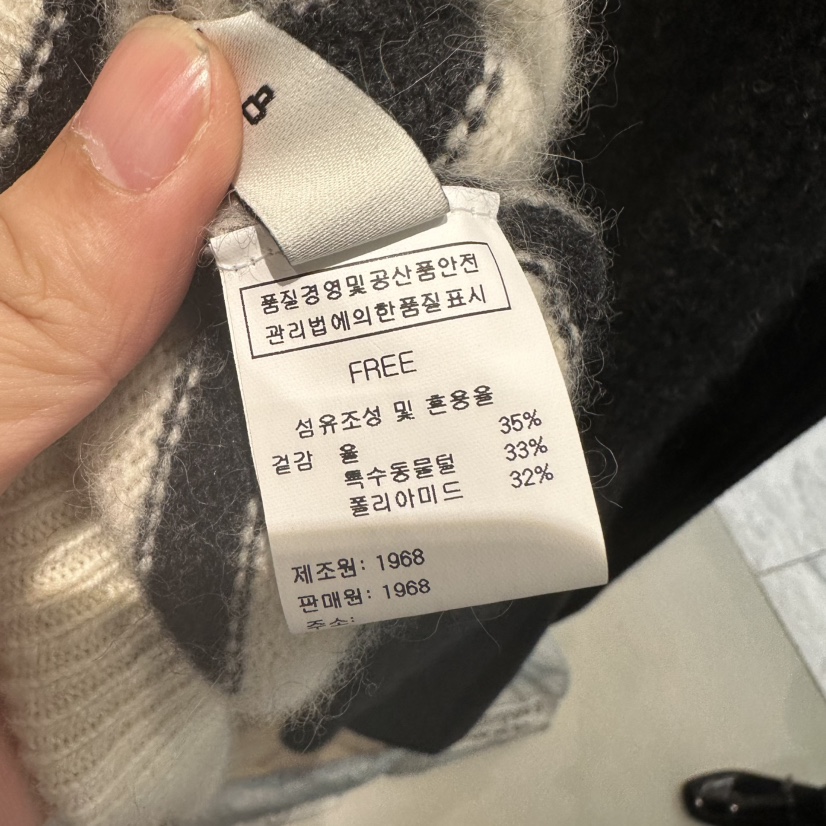 품질경영및공산품안전
관리법에의한품질표시
FREE
섬유조성 및 혼용율
겉감 울 35%
특수동물털 33%
폴리아미드 32%
제조원: 1968
판매원: 1968
주소: